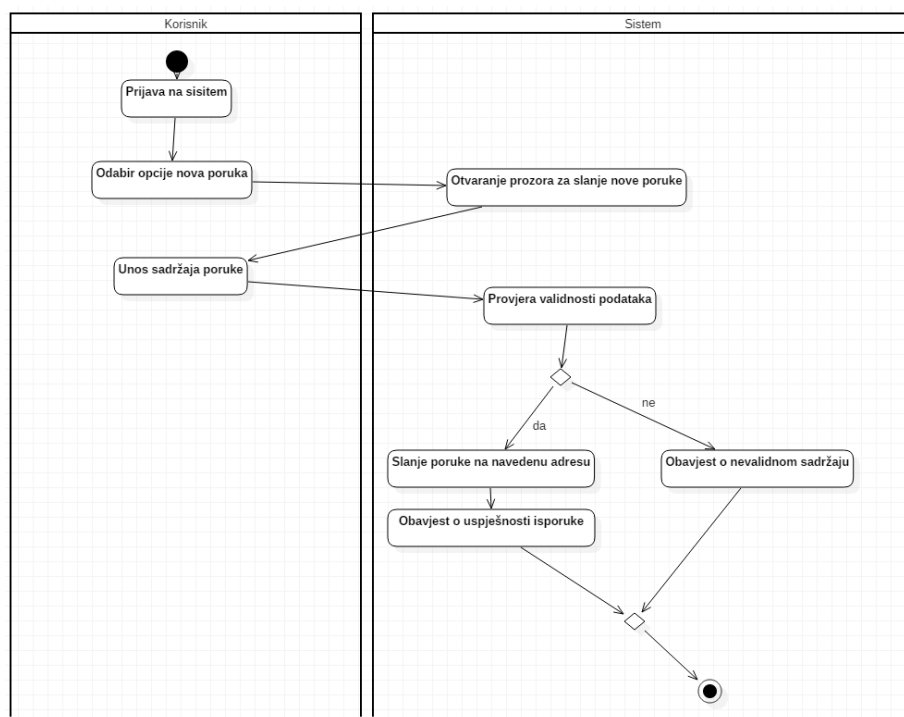 Korisnik
Sistem
Prijava na sisitem
Odabir opcije nova poruka
Otvaranje prozora za slanje nove poruke
Unos sadržaja poruke
Provjera validnosti podataka
da
ne
Slanje poruke na navedenu adresu
Obavjest o nevalidnom sadržaju
Obavjest o uspješnosti isporuke